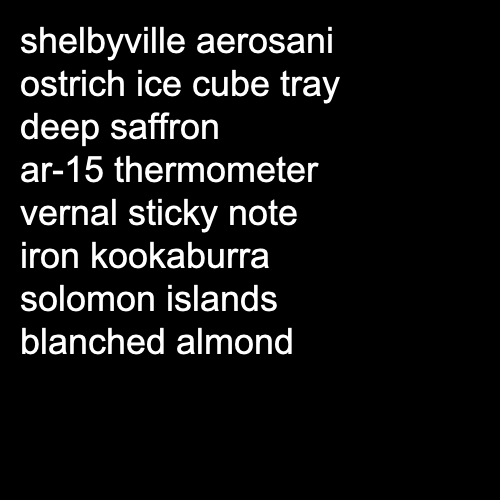 shelbyville aerosani
ostrich ice cube tray
deep saffron
ar-15 thermometer
vernal sticky note
iron kookaburra
solomon islands
blanched almond